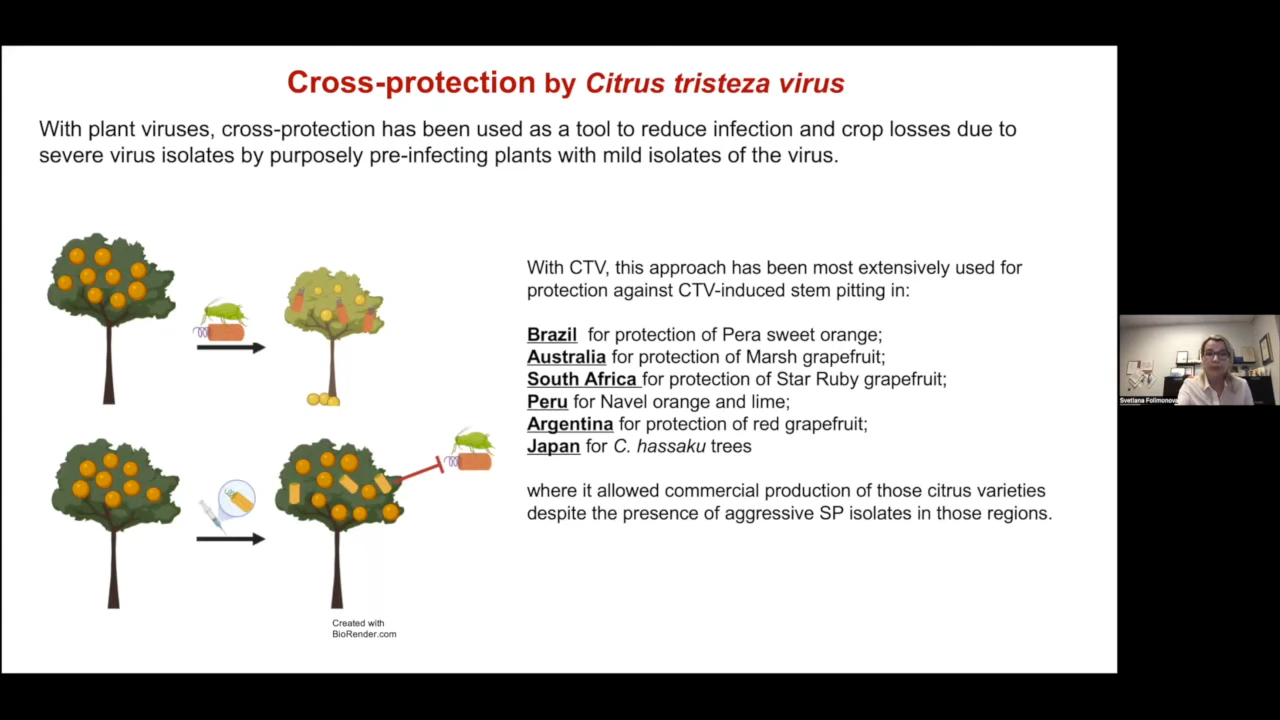 Cross-protection by Citrus tristeza virus
With plant viruses, cross-protection has been used as a tool to reduce infection and crop losses due to
severe virus isolates by purposely pre-infecting plants with mild isolates of the virus.
With CTV, this approach has been most extensively used for
protection against CTV-induced stem pitting in:
Brazil for protection of Pera sweet orange;
Australia for protection of Marsh grapefruit;
South Africa for protection of Star Ruby grapefruit;
Peru for Navel orange and lime;
Argentina for protection of red grapefruit;
Japan for C. hassaku trees
where it allowed commercial production of those citrus varieties
despite the presence of aggressive SP isolates in those regions.
Created with
BioRender.com
Svetlana Folimonova